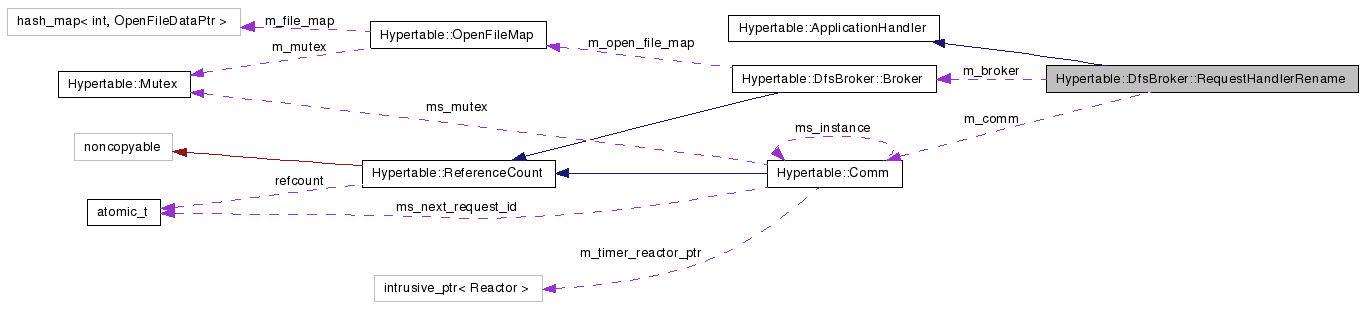 hash_map< int, OpenFileDataPtr >
m_file_map
Hypertable::OpenFileMap
m_mutex
m_open_file_map
Hypertable::ApplicationHandler
Hypertable::Mutex
Hypertable::DfsBroker::Broker
m_broker
Hypertable::DfsBroker::RequestHandlerRename
ms_mutex
ms_instance
m_comm
noncopyable
Hypertable::ReferenceCount
Hypertable::Comm
refcount
atomic_t
ms_next_request_id
m_timer_reactor_ptr
intrusive_ptr< Reactor >